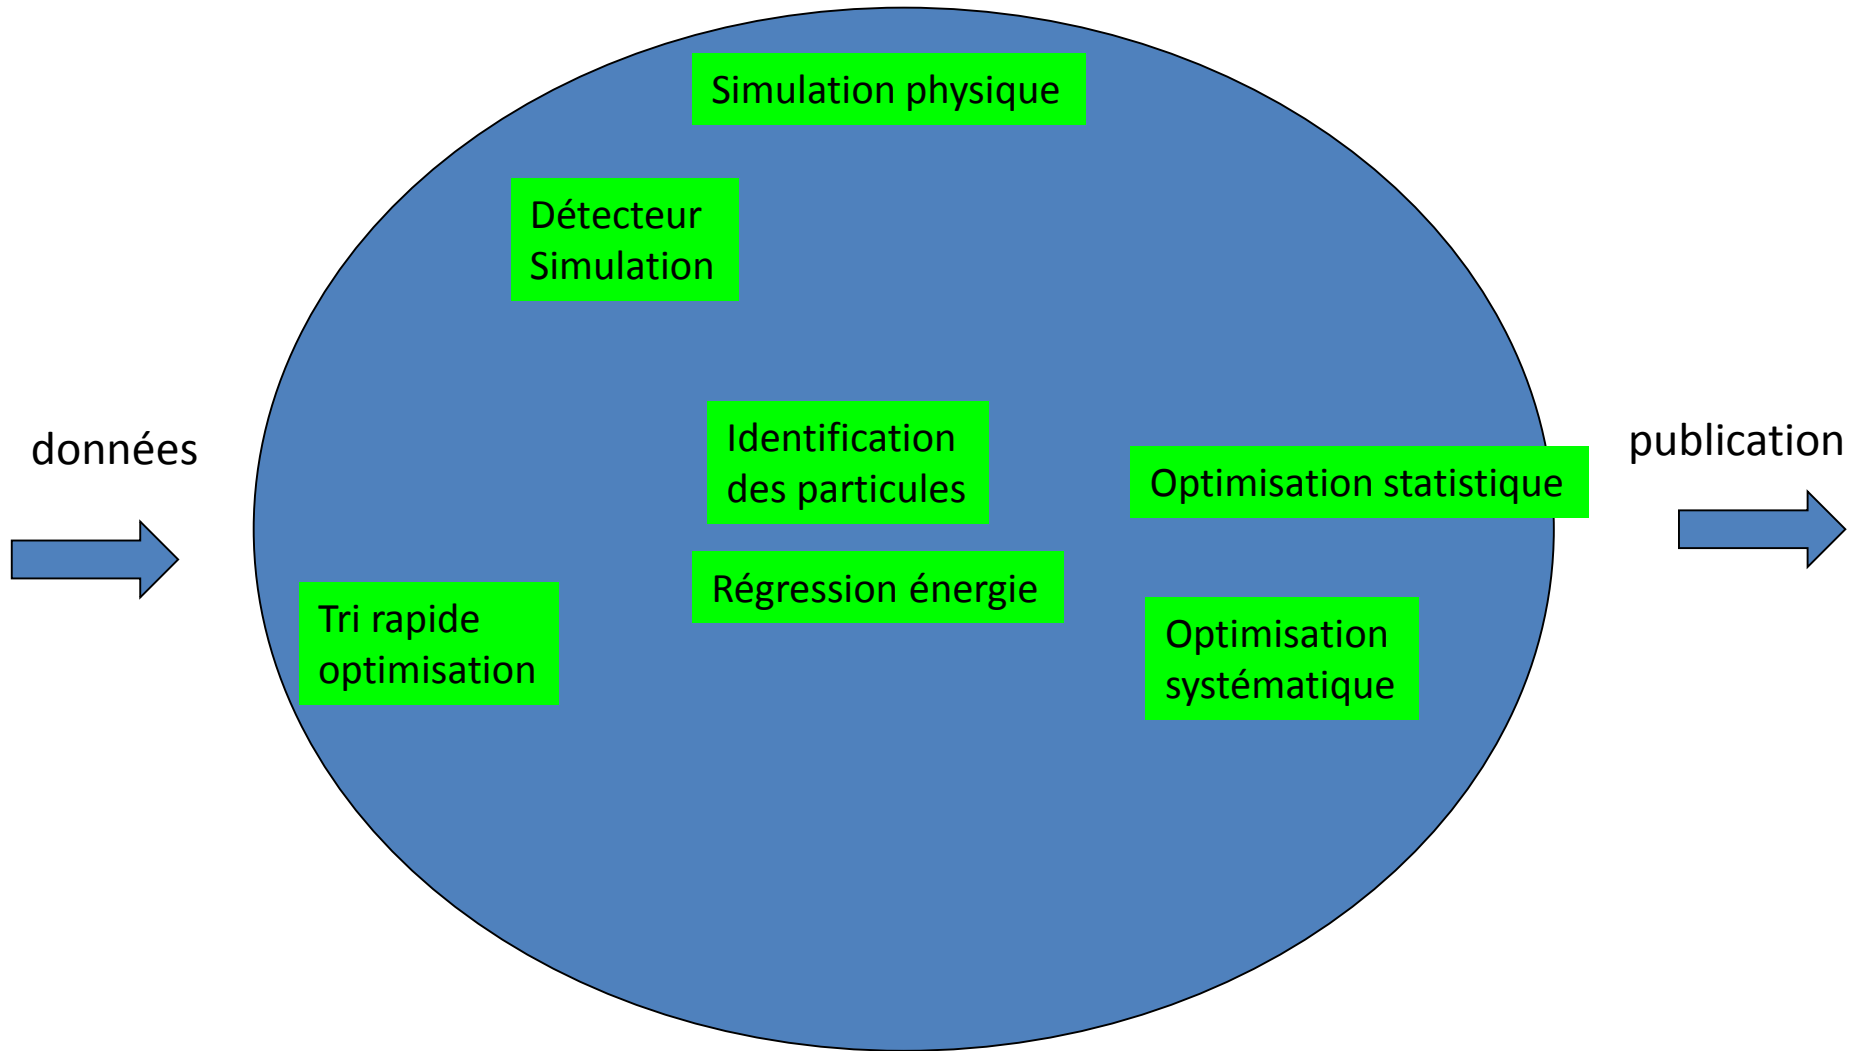 Simulation physique
Détecteur
Simulation
données
Identification
des particules
Optimisation statistique
publication
Régression énergie
Tri rapide
optimisation
Optimisation
systématique